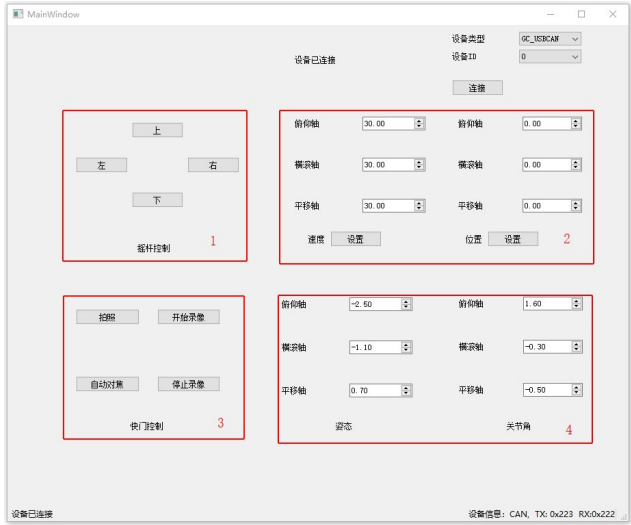 MainWindow
设备类型 GC_USBCAN
设备已连接
设备ID 0
连接
上
左 右
下
摇杆控制 1
俯仰轴 30.00 俯仰轴 0.00
横滚轴 30.00 横滚轴 0.00
平移轴 30.00 平移轴 0.00
速度 设置 位置 设置 2
拍照 开始录像
自动对焦 停止录像
快门控制 3
俯仰轴 -2.50 俯仰轴 1.60
横滚轴 -1.10 横滚轴 -0.30
平移轴 0.70 平移轴 -0.50
姿态 关节角 4
设备已连接 设备信息: CAN, TX: 0x223 RX:0x222